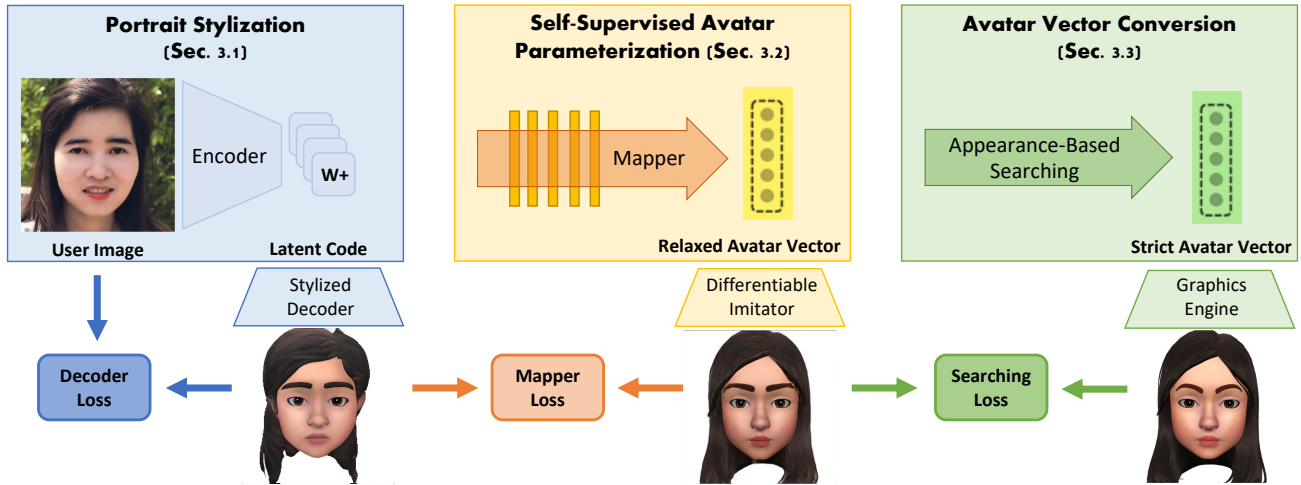 Portrait Stylization
(Sec. 3.1)
Encoder
W+
User Image
Latent Code
Stylized
Decoder
Decoder
Loss
Self-Supervised Avatar
Parameterization (Sec. 3.2)
Mapper
Relaxed Avatar Vector
Differentiable
Imitator
Mapper
Loss
Avatar Vector Conversion
(Sec. 3.3)
Appearance-Based
Searching
Strict Avatar Vector
Graphics
Engine
Searching
Loss